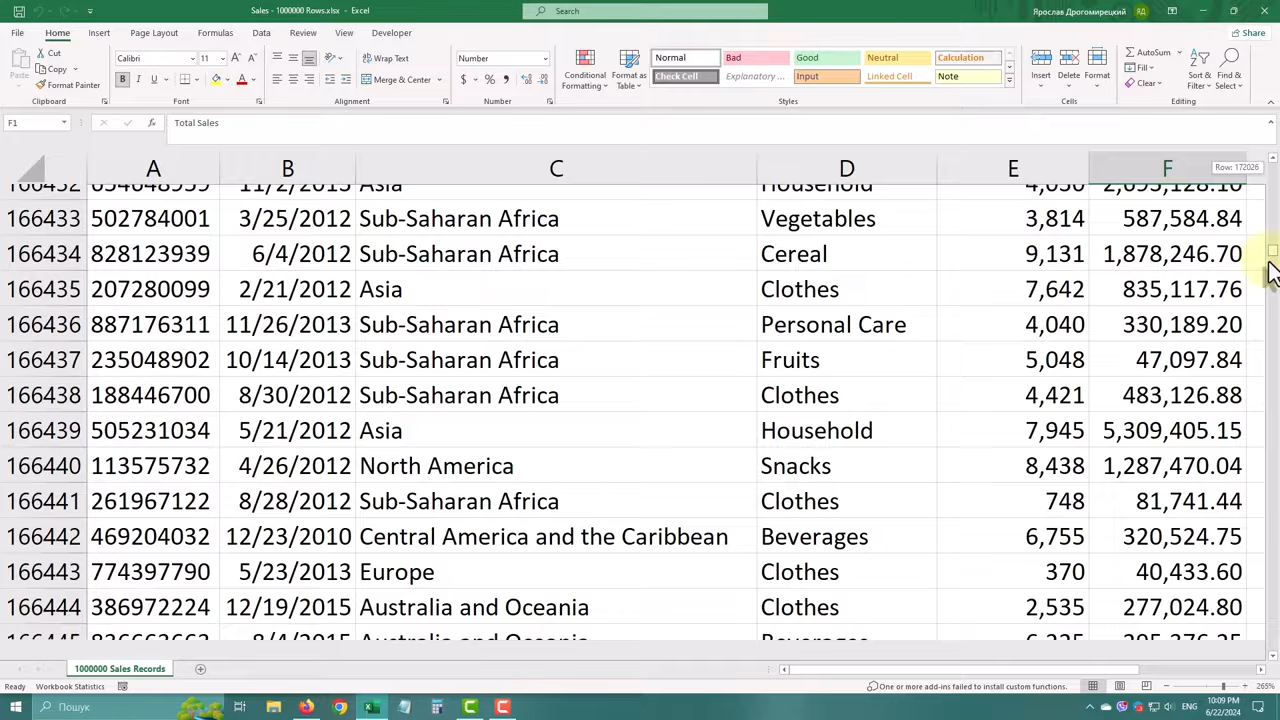 Sales - 1000000 Rows.xlsx - Excel
Search
Ярослав Дрогомирецкий
ЯД
File Home Insert Page Layout Formulas Data Review View Developer
Share
Paste
Cut
Copy
Format Painter
Clipboard
Calibri 11
B I U
Font
Wrap Text
Merge & Center
Alignment
Number
$ % ,
Number
Conditional Formatting
Format as Table
Normal Bad Good Neutral Calculation
Check Cell Explanatory ... Input Linked Cell Note
Styles
Insert Delete Format
Cells
AutoSum
Fill
Clear
Sort & Filter
Find & Select
Editing
F1
fx
Total Sales
A B C D E F
Row: 172026
166433 502784001 3/25/2012 Sub-Saharan Africa Vegetables 3,814 587,584.84
166434 828123939 6/4/2012 Sub-Saharan Africa Cereal 9,131 1,878,246.70
166435 207280099 2/21/2012 Asia Clothes 7,642 835,117.76
166436 887176311 11/26/2013 Sub-Saharan Africa Personal Care 4,040 330,189.20
166437 235048902 10/14/2013 Sub-Saharan Africa Fruits 5,048 47,097.84
166438 188446700 8/30/2012 Sub-Saharan Africa Clothes 4,421 483,126.88
166439 505231034 5/21/2012 Asia Household 7,945 5,309,405.15
166440 113575732 4/26/2012 North America Snacks 8,438 1,287,470.04
166441 261967122 8/28/2012 Sub-Saharan Africa Clothes 748 81,741.44
166442 469204032 12/23/2010 Central America and the Caribbean Beverages 6,755 320,524.75
166443 774397790 5/23/2013 Europe Clothes 370 40,433.60
166444 386972224 12/19/2015 Australia and Oceania Clothes 2,535 277,024.80
1000000 Sales Records
Ready Workbook Statistics
One or more add-ins failed to install custom functions.
265%
Пошук
10:09 PM
6/22/2024